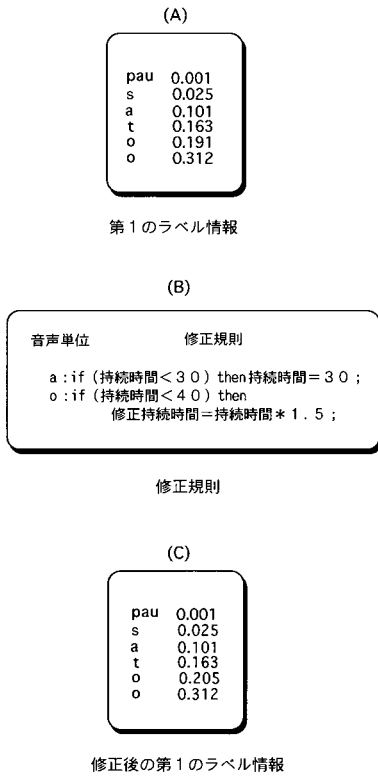 (A)
pau 0.001
s 0.025
a 0.101
t 0.163
o 0.191
o 0.312
第１のラベル情報
(B)
音声単位 修正規則
a:if(持続時間<３０)then持続時間=３０;
o:if(持続時間<４０)then
修正持続時間=持続時間*１.５;
修正規則
(C)
pau 0.001
s 0.025
a 0.101
t 0.163
o 0.205
o 0.312
修正後の第１のラベル情報